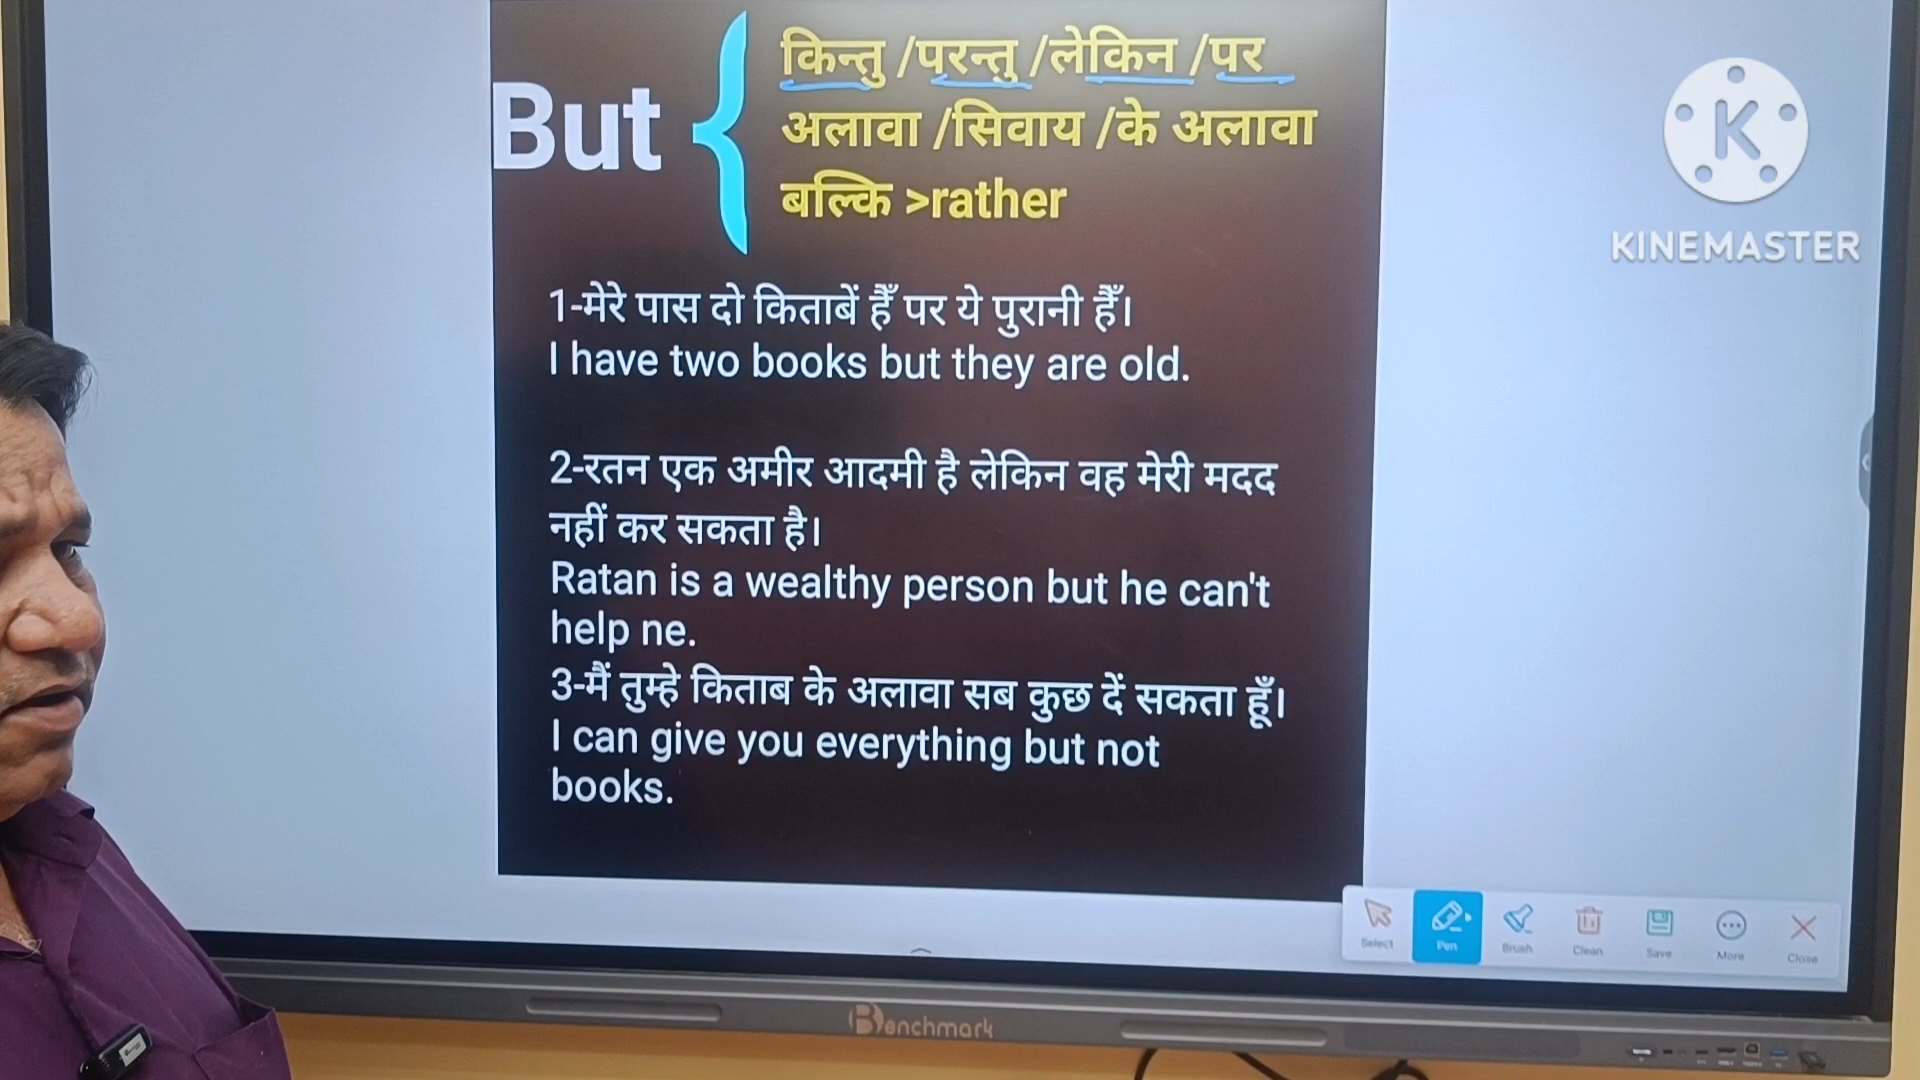 But
किन्तु /परन्तु /लेकिन /पर
अलावा /सिवाय /के अलावा
बल्कि >rather
KINEMASTER
1-मेरे पास दो किताबें हैँ पर ये पुरानी हैँ।
I have two books but they are old.
2-रतन एक अमीर आदमी है लेकिन वह मेरी मदद
नहीं कर सकता है।
Ratan is a wealthy person but he can't
help ne.
3-मैं तुम्हे किताब के अलावा सब कुछ दें सकता हूँ।
I can give you everything but not
books.
Select Pen Brush Clean Save More Close
Benchmark